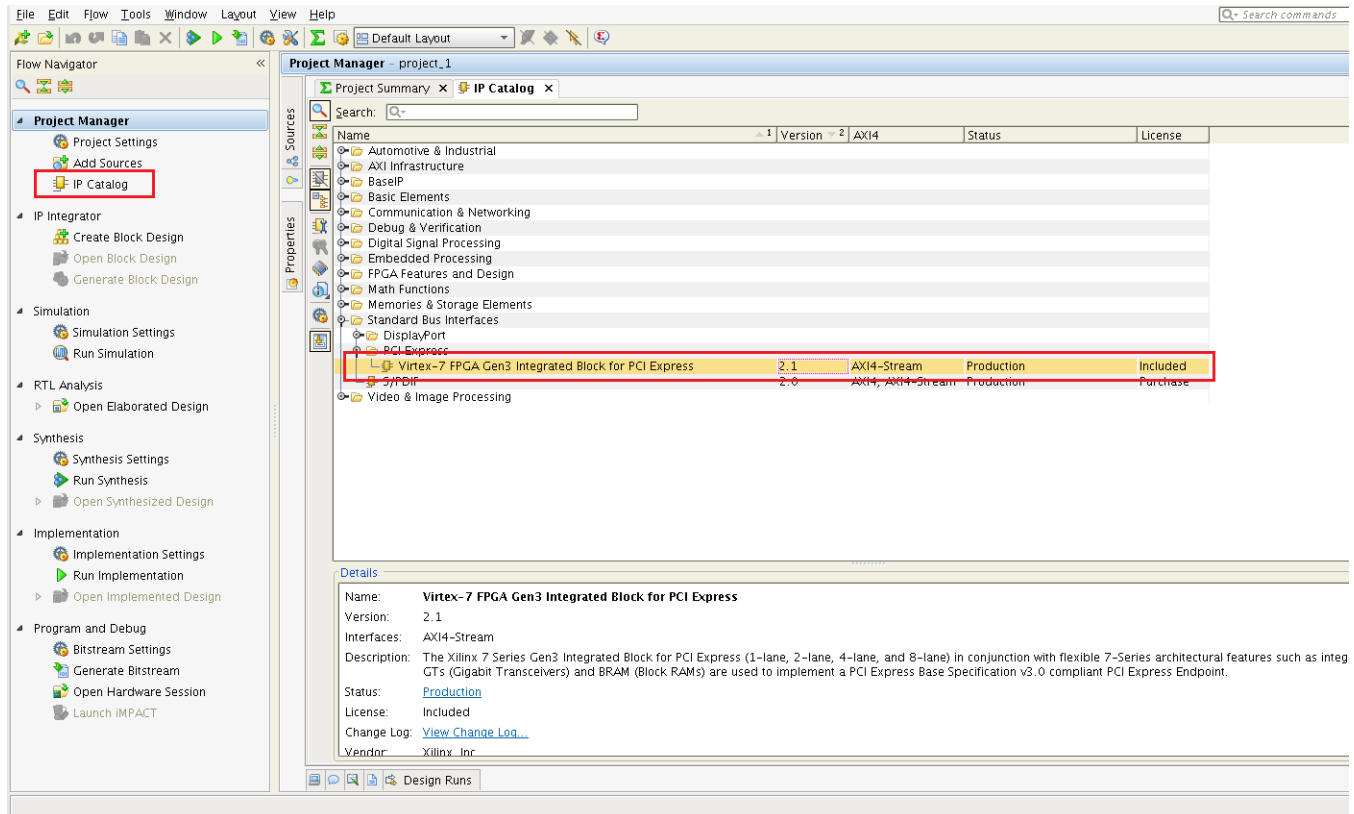 File Edit Flow Tools Window Layout View Help
Search commands
Default Layout
Flow Navigator
Project Manager
Project Settings
Add Sources
IP Catalog
IP Integrator
Create Block Design
Open Block Design
Generate Block Design
Simulation
Simulation Settings
Run Simulation
RTL Analysis
Open Elaborated Design
Synthesis
Synthesis Settings
Run Synthesis
Open Synthesized Design
Implementation
Implementation Settings
Run Implementation
Open Implemented Design
Program and Debug
Bitstream Settings
Generate Bitstream
Open Hardware Session
Launch iMPACT
Project Manager - project_1
Sources
Properties
Project Summary IP Catalog
Search:
Name 1 Version 2 AXI4 Status License
Automotive & Industrial
AXI Infrastructure
BaseIP
Basic Elements
Communication & Networking
Debug & Verification
Digital Signal Processing
Embedded Processing
FPGA Features and Design
Math Functions
Memories & Storage Elements
Standard Bus Interfaces
DisplayPort
PCI Express
Virtex-7 FPGA Gen3 Integrated Block for PCI Express 2.1 AXI4-Stream Production Included
S/PDIF 2.0 AXI4, AXI4-Stream Production Purchase
Video & Image Processing
Details
Name: Virtex-7 FPGA Gen3 Integrated Block for PCI Express
Version: 2.1
Interfaces: AXI4-Stream
Description: The Xilinx 7 Series Gen3 Integrated Block for PCI Express (1-lane, 2-lane, 4-lane, and 8-lane) in conjunction with flexible 7-Series architectural features such as integ
GTs (Gigabit Transceivers) and BRAM (Block RAMs) are used to implement a PCI Express Base Specification v3.0 compliant PCI Express Endpoint.
Status: Production
License: Included
Change Log: View Change Log...
Vendor: Xilinx, Inc
Design Runs